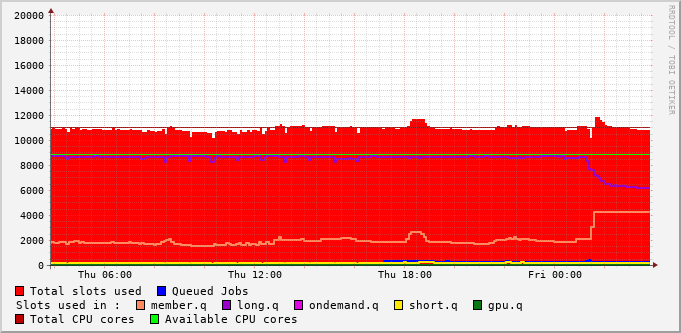 20000
18000
16000
14000
12000
10000
8000
6000
4000
2000
0
Thu 06:00 Thu 12:00 Thu 18:00 Fri 00:00
Total slots used Queued Jobs
Slots used in : member.q long.q ondemand.q short.q gpu.q
Total CPU cores Available CPU cores
RRDTOOL / TOBI OETIKER